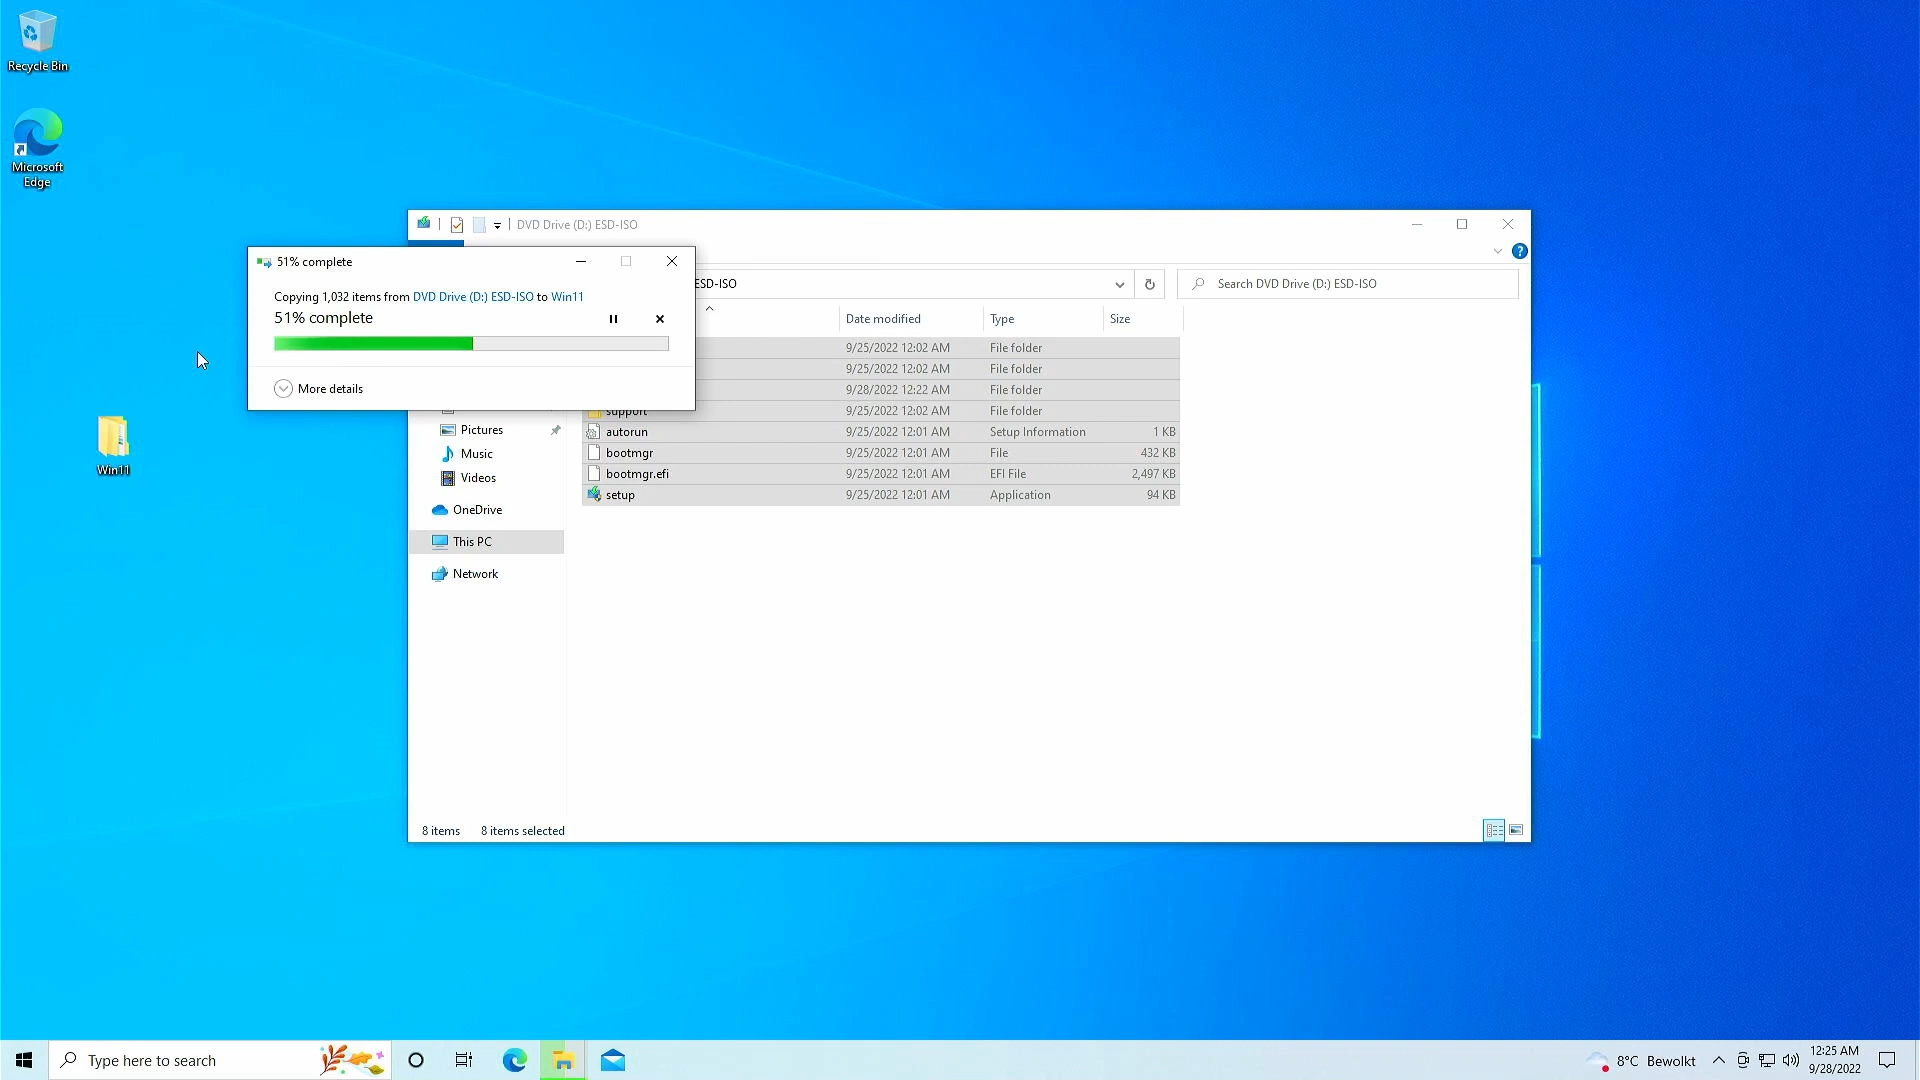 Recycle Bin
Microsoft
Edge
Win11
DVD Drive (D:) ESD-ISO
51% complete
Copying 1,032 items from DVD Drive (D:) ESD-ISO to Win11
51% complete
More details
ESD-ISO
Search DVD Drive (D:) ESD-ISO
Date modified Type Size
9/25/2022 12:02 AM File folder
9/25/2022 12:02 AM File folder
9/28/2022 12:22 AM File folder
support 9/25/2022 12:02 AM File folder
autorun 9/25/2022 12:01 AM Setup Information 1 KB
bootmgr 9/25/2022 12:01 AM File 432 KB
bootmgr.efi 9/25/2022 12:01 AM EFI File 2,497 KB
setup 9/25/2022 12:01 AM Application 94 KB
Pictures
Music
Videos
OneDrive
This PC
Network
8 items 8 items selected
Type here to search
8°C Bewolkt
12:25 AM
9/28/2022